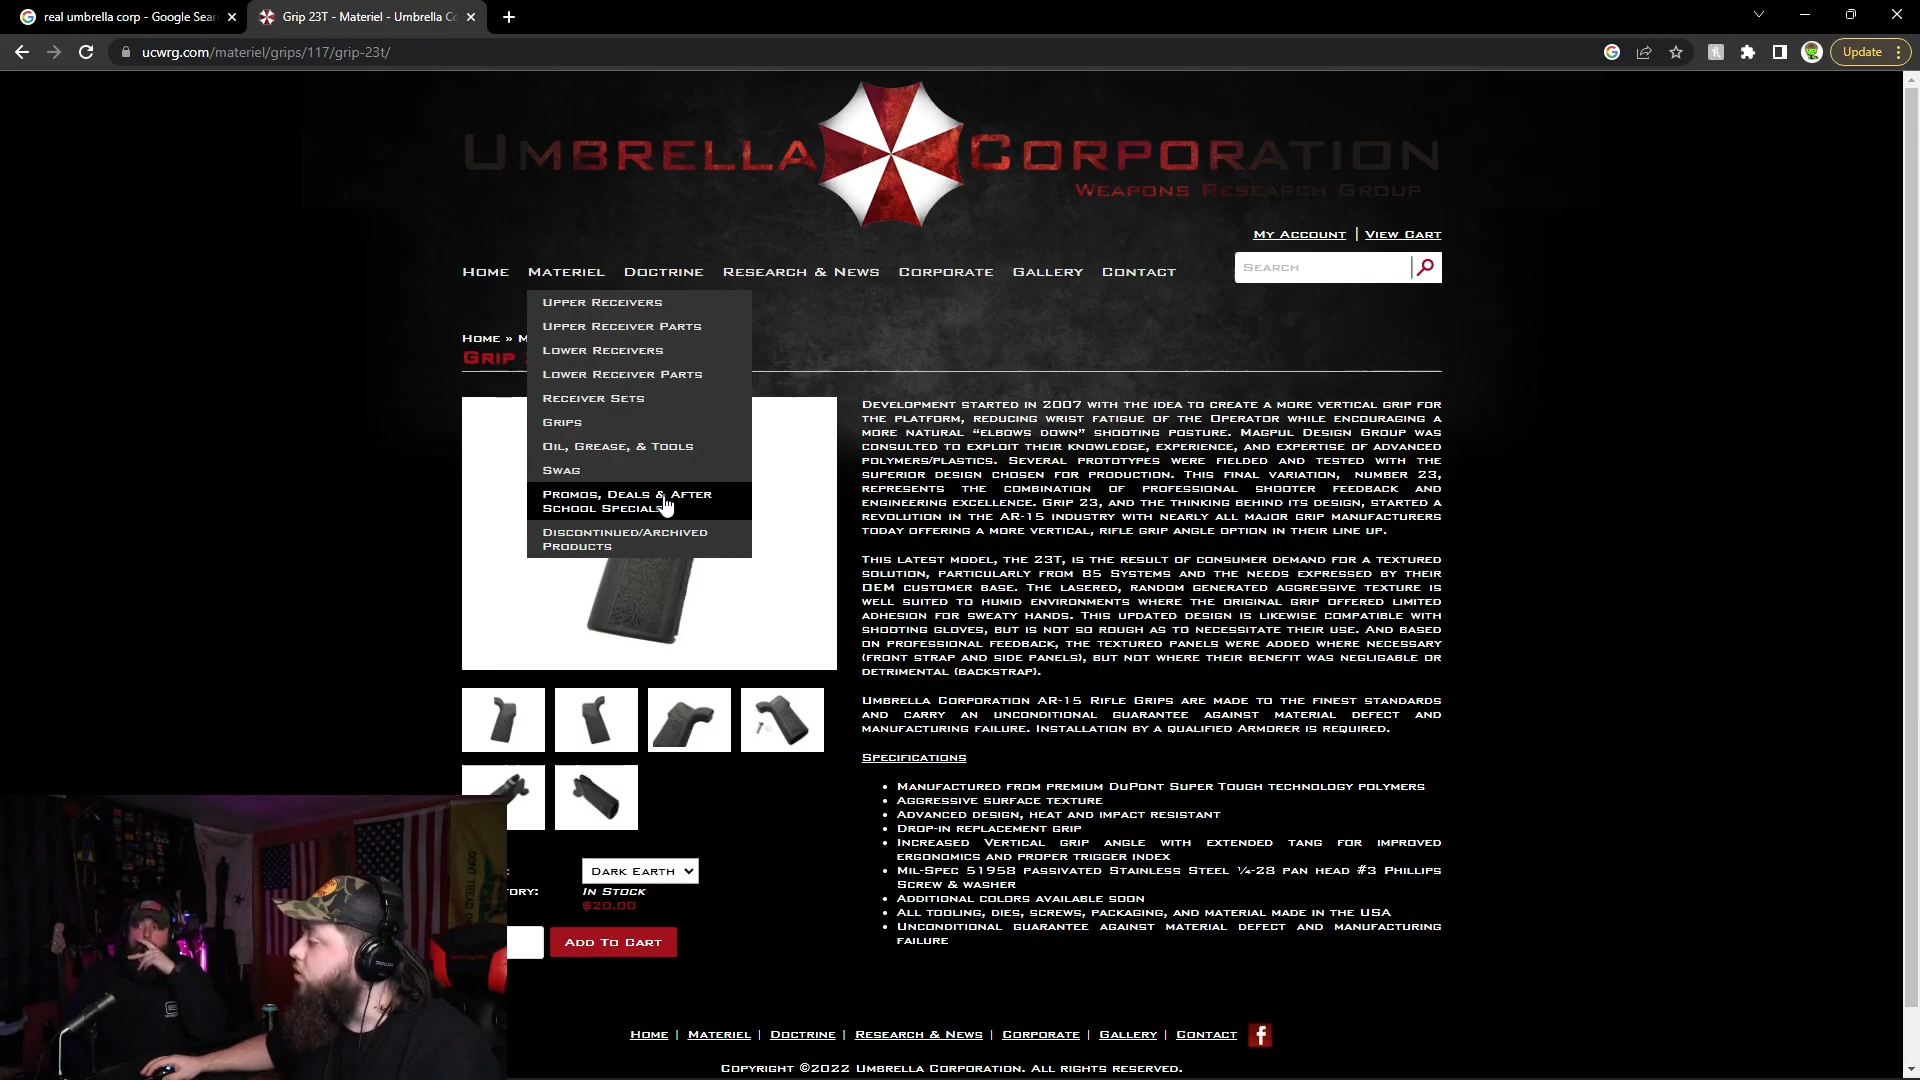 real umbrella corp - Google Sear
Grip 23T - Materiel - Umbrella Co
ucwrg.com/materiel/grips/117/grip-23t/
Update
Umbrella Corporation
Weapons Research Group
My Account | View Cart
Home Materiel Doctrine Research & News Corporate Gallery Contact
Search
Upper Receivers
Upper Receiver Parts
Lower Receivers
Lower Receiver Parts
Receiver Sets
Grips
Oil, Grease, & Tools
Swag
Promos, Deals & After
School Specials
Discontinued/Archived
Products
Home » M
Grip
Development started in 2007 with the idea to create a more vertical grip for
the platform, reducing wrist fatigue of the Operator while encouraging a
more natural “elbows down” shooting posture. Magpul Design Group was
consulted to exploit their knowledge, experience, and expertise of advanced
polymers/plastics. Several prototypes were fielded and tested with the
superior design chosen for production. This final variation, number 23,
represents the combination of professional shooter feedback and
engineering excellence. Grip 23, and the thinking behind its design, started a
revolution in the AR-15 industry with nearly all major grip manufacturers
today offering a more vertical, rifle grip angle option in their line up.
This latest model, the 23T, is the result of consumer demand for a textured
solution, particularly from B5 Systems and the needs expressed by their
OEM customer base. The lasered, random generated aggressive texture is
well suited to humid environments where the original grip offered limited
adhesion for sweaty hands. This updated design is likewise compatible with
shooting gloves, but is not so rough as to necessitate their use. And based
on professional feedback, the textured panels were added where necessary
(front strap and side panels), but not where their benefit was negligable or
detrimental (backstrap).
Umbrella Corporation AR-15 Rifle Grips are made to the finest standards
and carry an unconditional guarantee against material defect and
manufacturing failure. Installation by a qualified Armorer is required.
Specifications
• Manufactured from premium DuPont Super Tough technology polymers
• Aggressive surface texture
• Advanced design, heat and impact resistant
• Drop-in replacement grip
• Increased Vertical grip angle with extended tang for improved
ergonomics and proper trigger index
• Mil-Spec 51958 passivated Stainless Steel ¼-28 pan head #3 Phillips
Screw & washer
• Additional colors available soon
• All tooling, dies, screws, packaging, and material made in the USA
• Unconditional guarantee against material defect and manufacturing
failure
Dark Earth
ory: In Stock
$20.00
Add To Cart
Home | Materiel | Doctrine | Research & News | Corporate | Gallery | Contact
Copyright ©2022 Umbrella Corporation. All rights reserved.